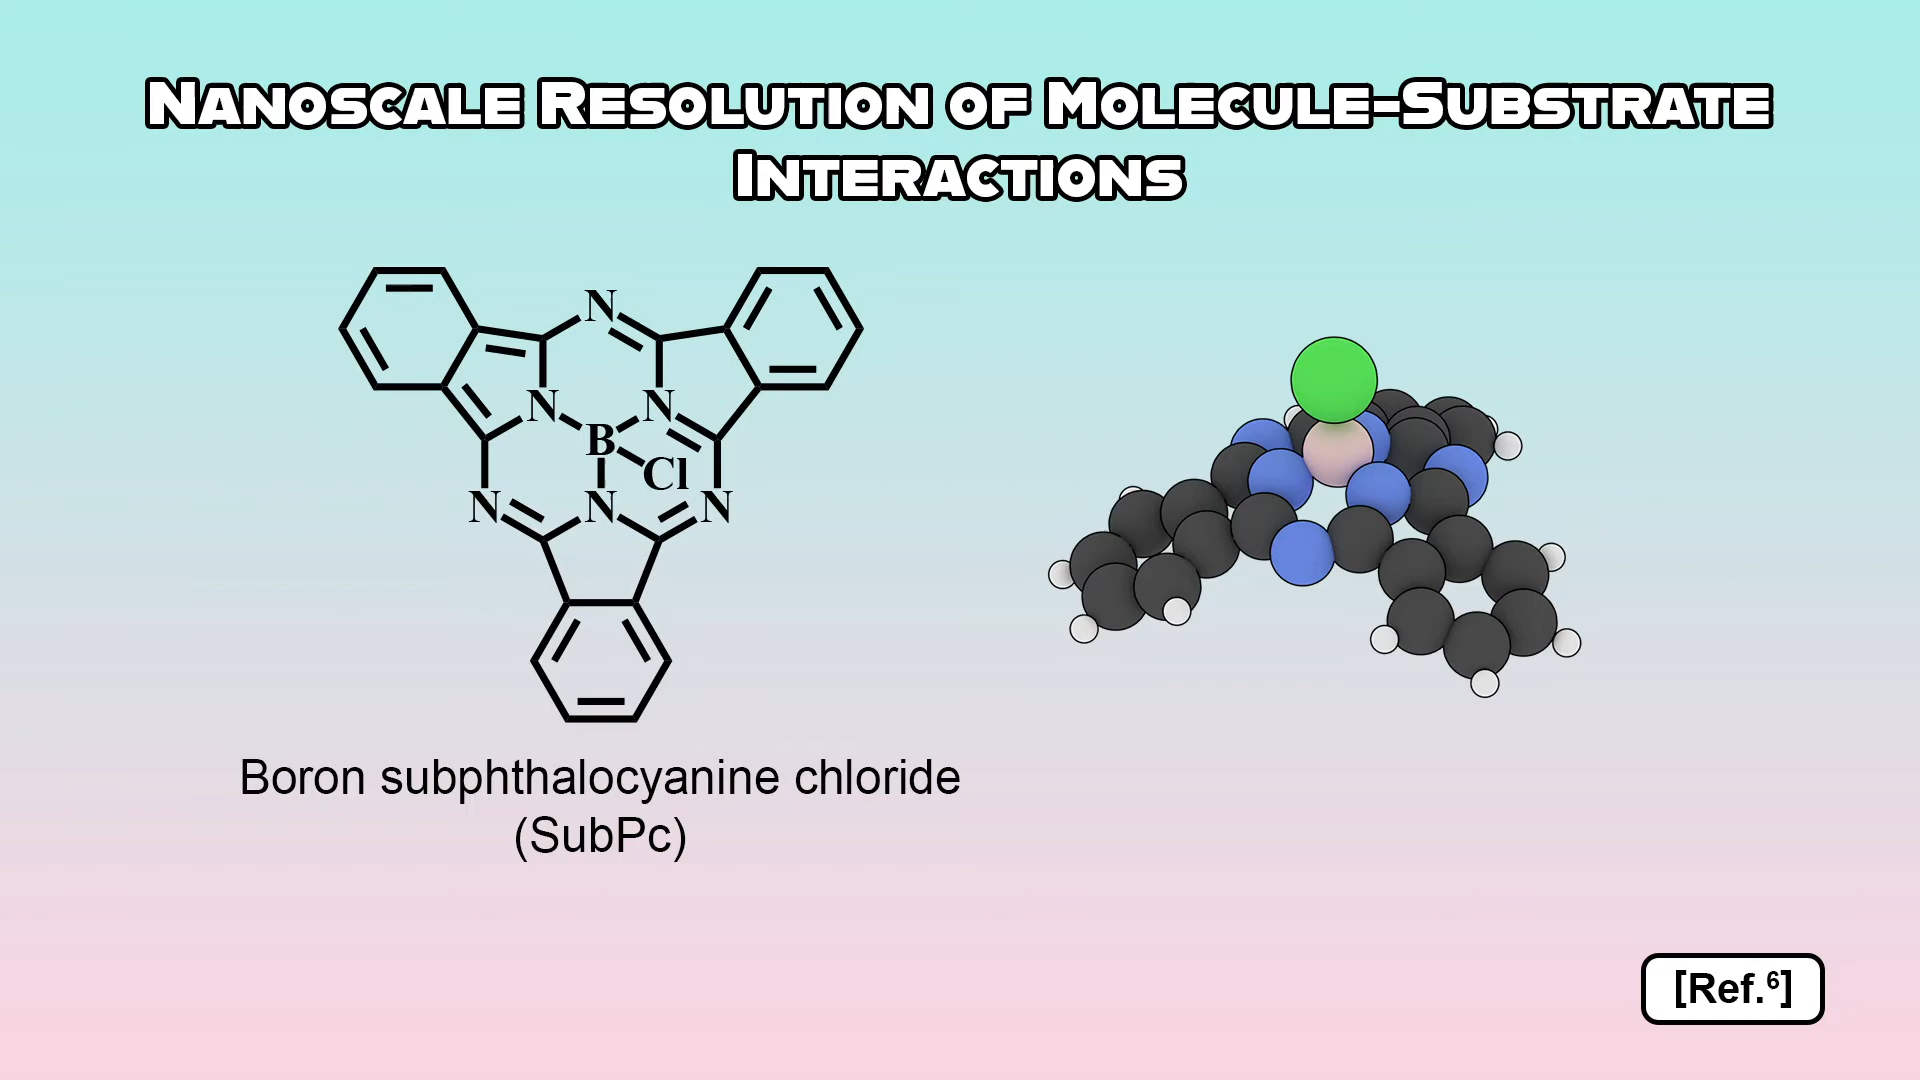 Nanoscale Resolution of Molecule-Substrate
Interactions
N
N
N
B
Cl
N
N
N
Boron subphthalocyanine chloride
(SubPc)
[Ref.⁶]